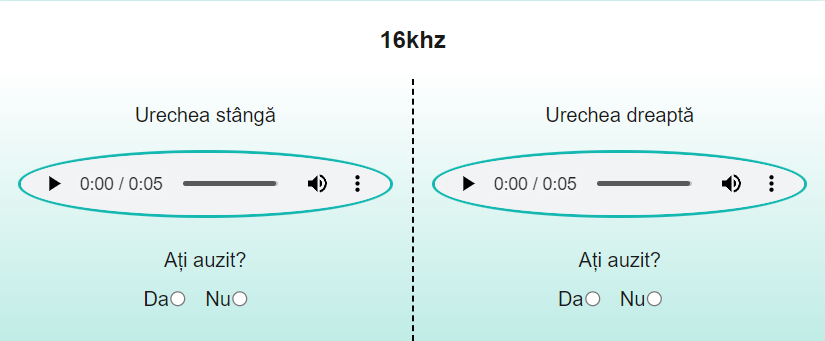 16khz
Urechea stângă
0:00 / 0:05
Ați auzit?
Da Nu
Urechea dreaptă
0:00 / 0:05
Ați auzit?
Da Nu